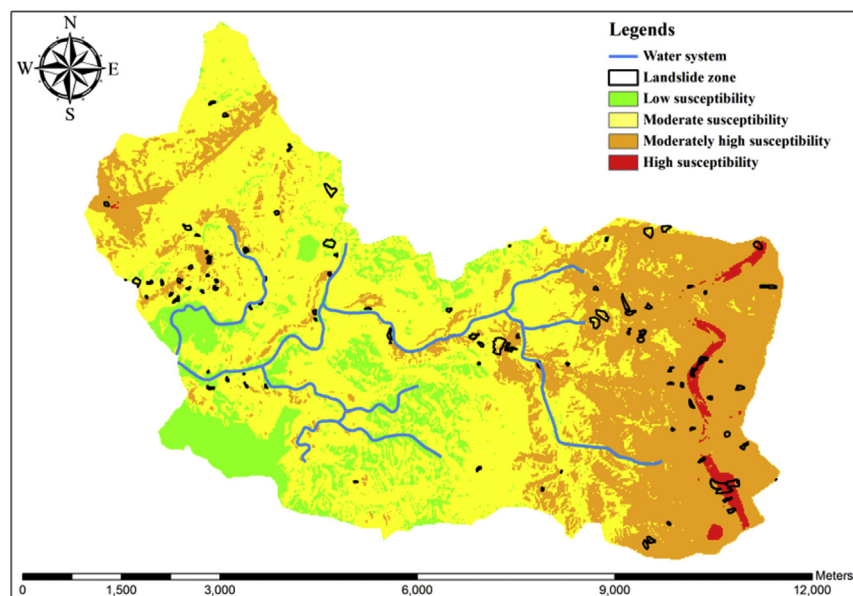 N
W E
S
Legends
Water system
Landslide zone
Low susceptibility
Moderate susceptibility
Moderately high susceptibility
High susceptibility
Meters
0 1,500 3,000 6,000 9,000 12,000